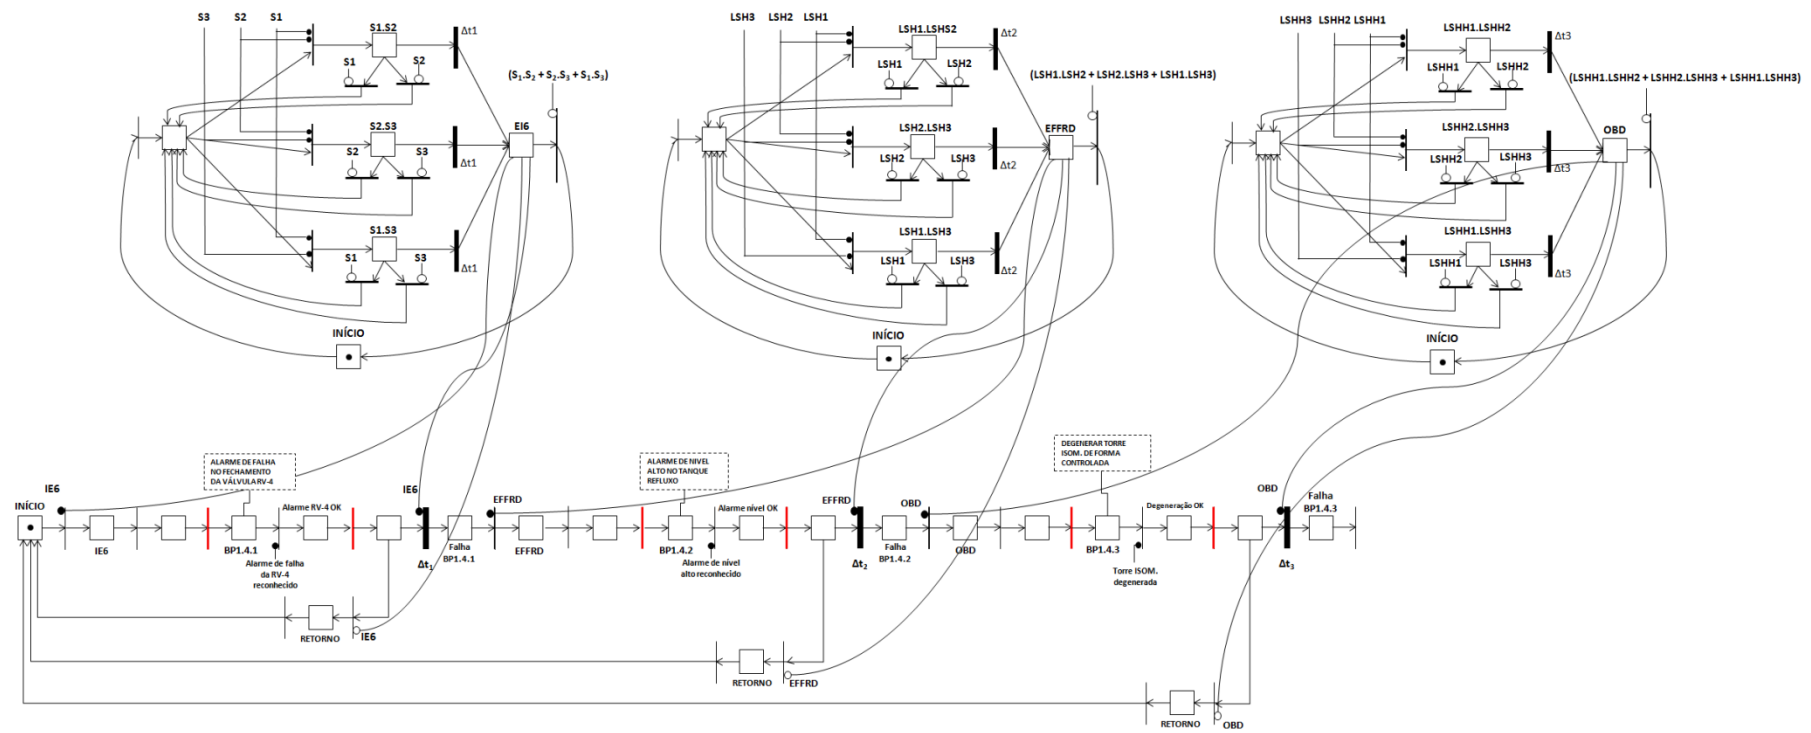 S3 S2 S1
S1.S2
Δt1
S1
S2
(S₁.S₂ + S₂.S₃ + S₁.S₃)
S2.S3
EI6
S2
S3
Δt1
S1.S3
S1
S3
Δt1
INÍCIO
LSH3 LSH2 LSH1
LSH1.LSHS2
Δt2
LSH1
LSH2
(LSH1.LSH2 + LSH2.LSH3 + LSH1.LSH3)
LSH2.LSH3
EFFRD
LSH2
LSH3
Δt2
LSH1.LSH3
LSH1
LSH3
Δt2
INÍCIO
LSHH3 LSHH2 LSHH1
LSHH1.LSHH2
Δt3
LSHH1
LSHH2
(LSHH1.LSHH2 + LSHH2.LSHH3 + LSHH1.LSHH3)
LSHH2.LSHH3
OBD
LSHH2
LSHH3
Δt3
LSHH1.LSHH3
LSHH1
LSHH3
Δt3
INÍCIO
ALARME DE FALHA
NO FECHAMENTO
DA VÁLVULA RV-4
ALARME DE NIVEL
ALTO NO TANQUE
REFLUXO
DEGENERAR TORRE
ISOM. DE FORMA
CONTROLADA
INÍCIO
IE6
IE6
BP1.4.1
Alarme RV-4 OK
Alarme de falha
da RV-4
reconhecido
IE6
Δt₁
Falha
BP1.4.1
EFFRD
EFFRD
BP1.4.2
Alarme nível OK
Alarme de nível
alto reconhecido
EFFRD
Δt₂
Falha
BP1.4.2
OBD
OBD
BP1.4.3
Degeneração OK
Torre ISOM.
degenerada
OBD
Δt₃
Falha
BP1.4.3
RETORNO
IE6
RETORNO
EFFRD
RETORNO
OBD